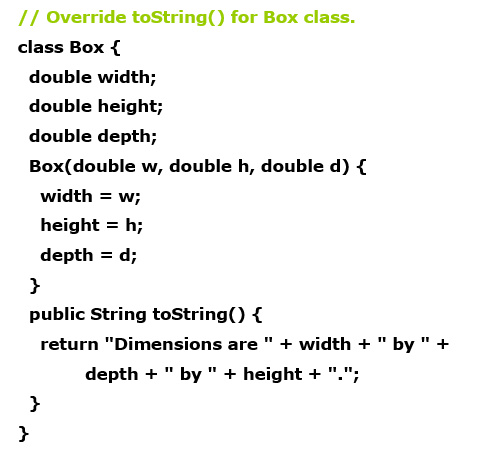 // Override toString() for Box class.
class Box {
double width;
double height;
double depth;
Box(double w, double h, double d) {
width = w;
height = h;
depth = d;
}
public String toString() {
return "Dimensions are " + width + " by " +
depth + " by " + height + ".";
}
}